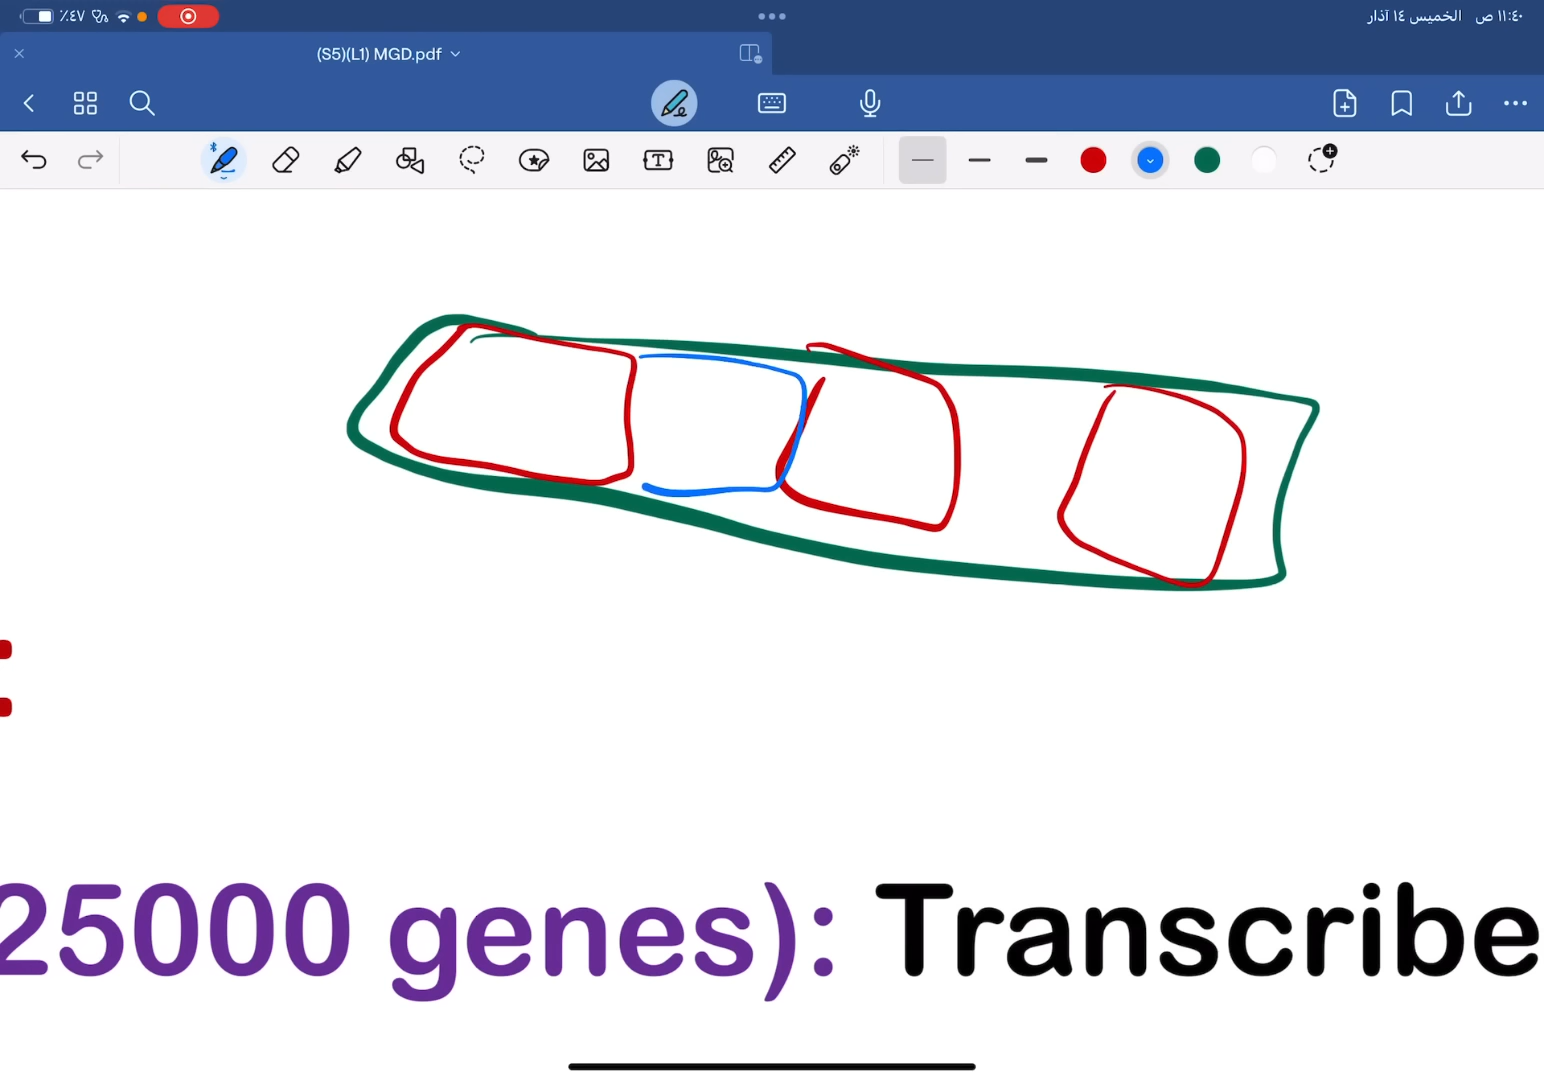 ٪٤٧ الخميس ١٤ آذار ١١:٤٠ ص
(S5)(L1) MGD.pdf
T
:
25000 genes): Transcribe